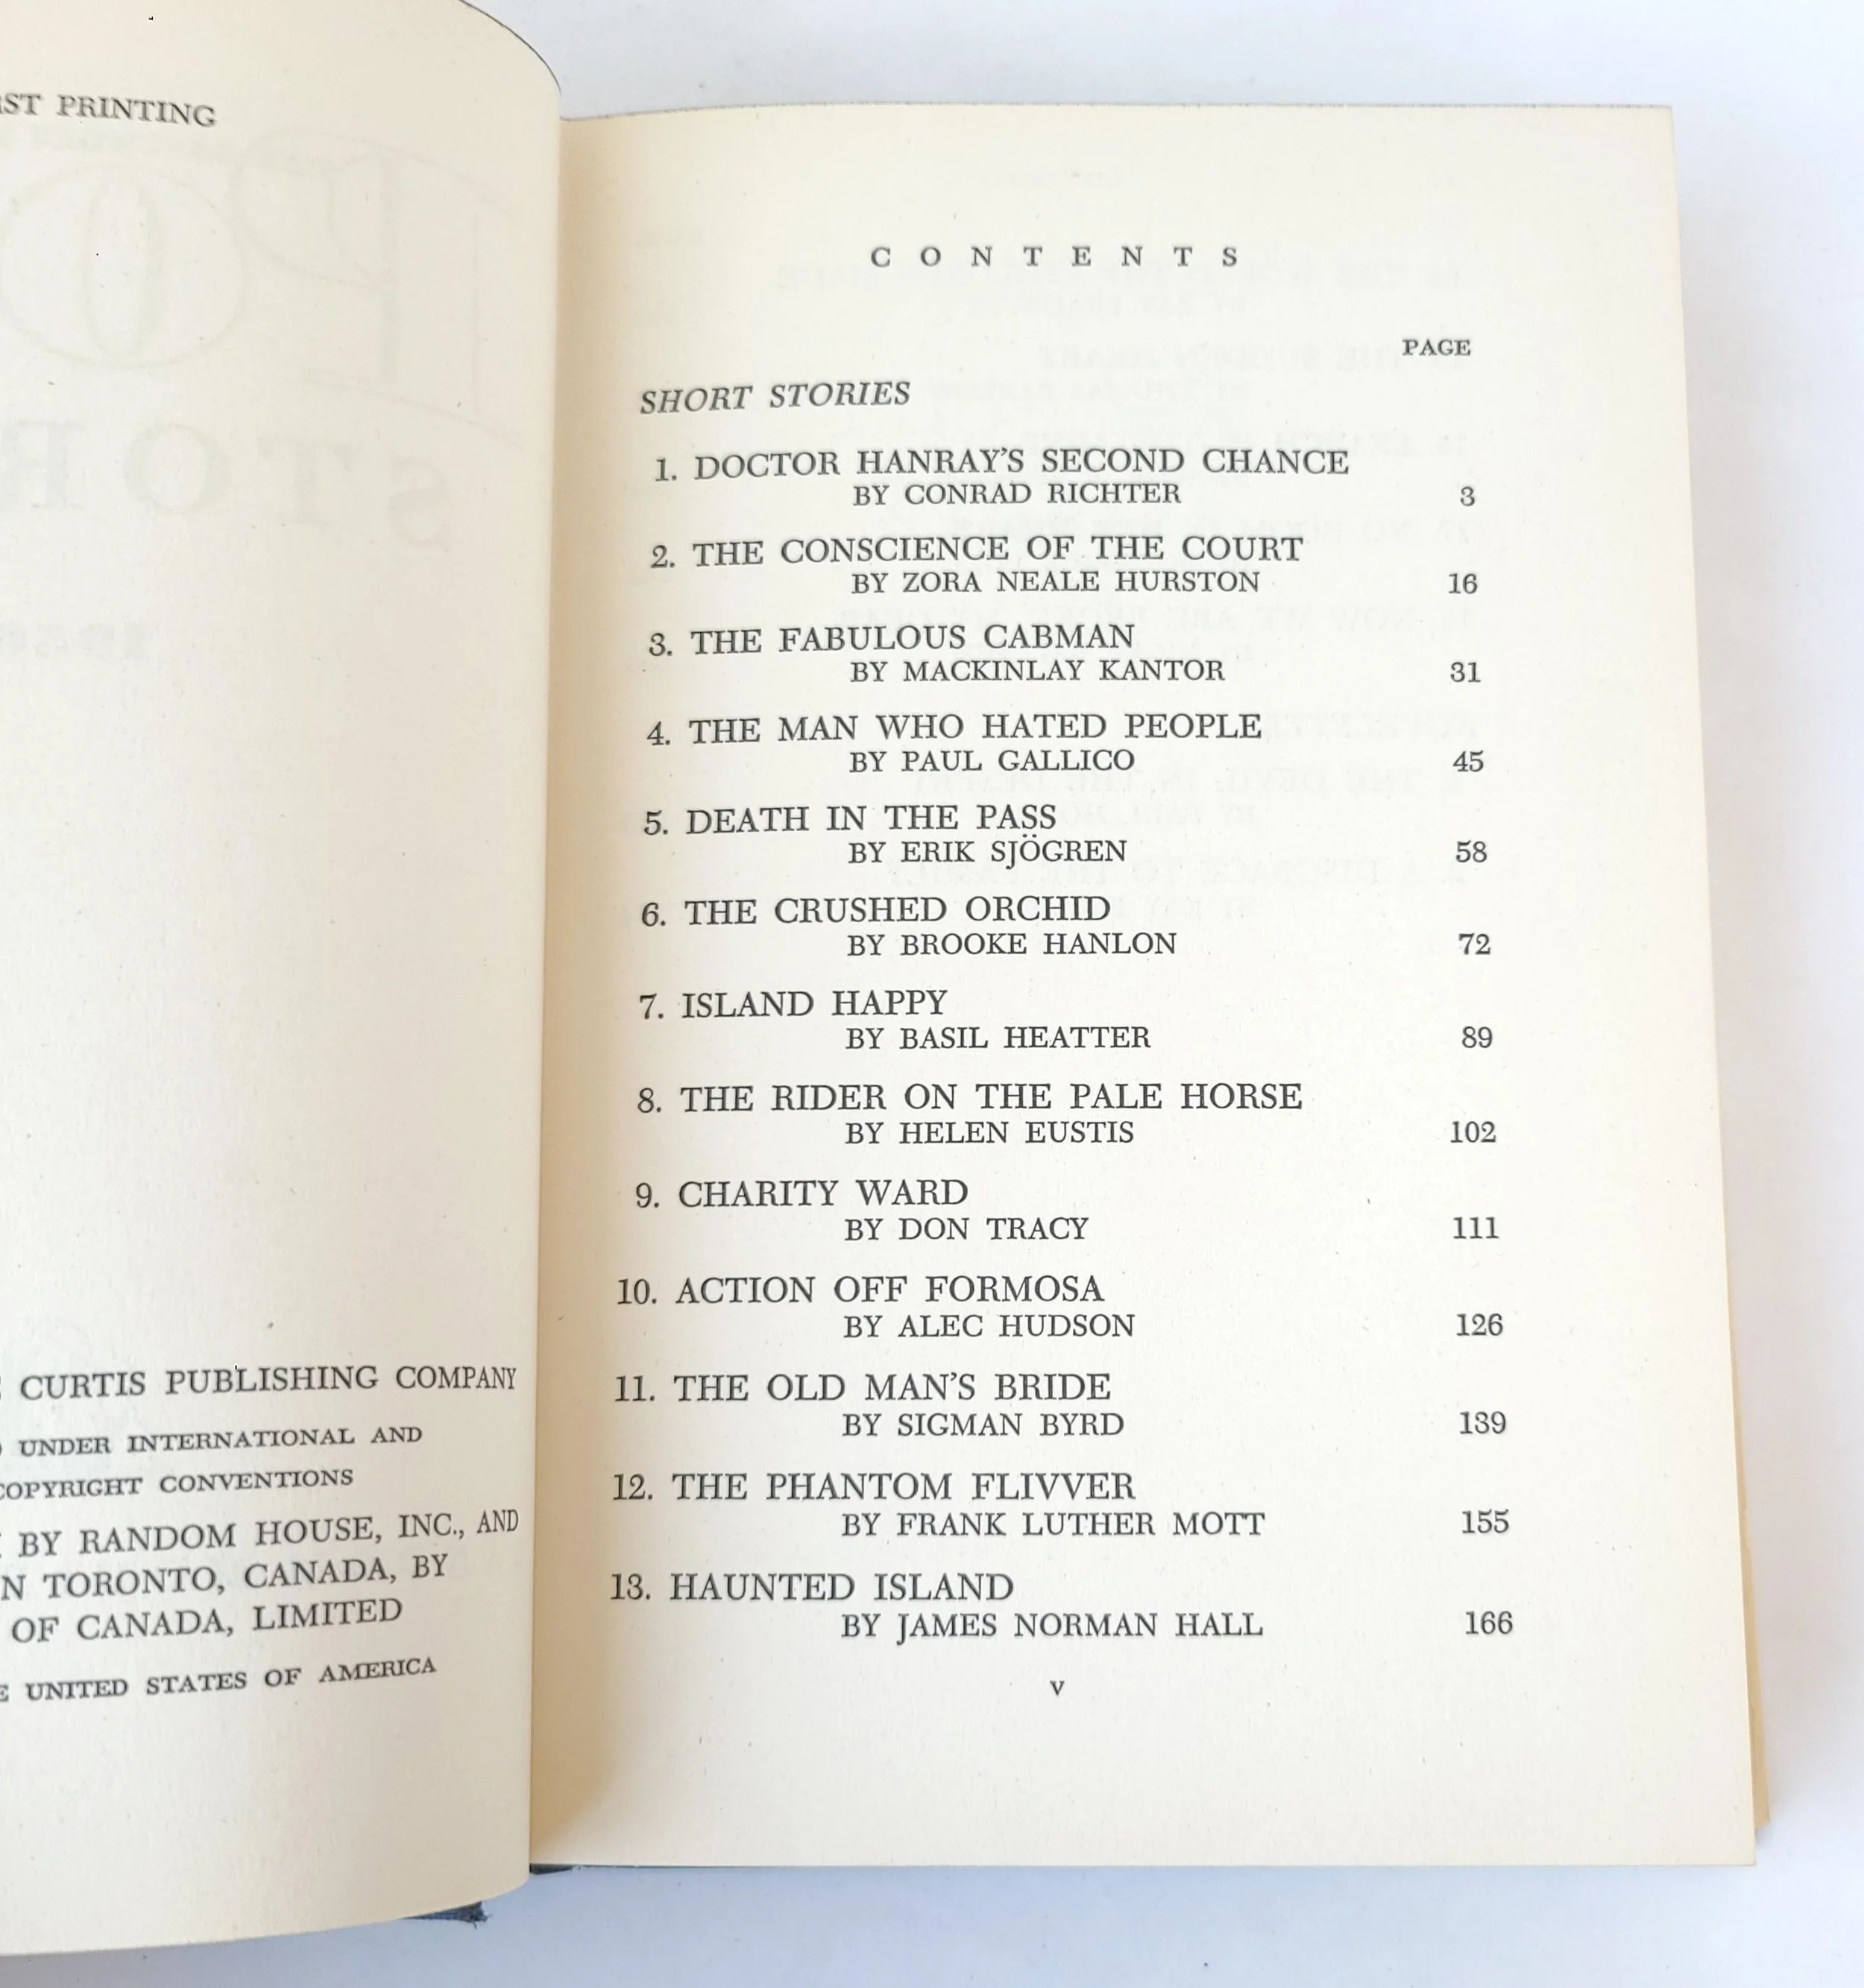 PRINTING
CURTIS PUBLISHING COMPANY
UNDER INTERNATIONAL AND
COPYRIGHT CONVENTIONS
BY RANDOM HOUSE, INC., AND
TORONTO, CANADA, BY
OF CANADA, LIMITED
UNITED STATES OF AMERICA
CONTENTS
PAGE
SHORT STORIES
1. DOCTOR HANRAY'S SECOND CHANCE
BY CONRAD RICHTER 3
2. THE CONSCIENCE OF THE COURT
BY ZORA NEALE HURSTON 16
3. THE FABULOUS CABMAN
BY MACKINLAY KANTOR 31
4. THE MAN WHO HATED PEOPLE
BY PAUL GALLICO 45
5. DEATH IN THE PASS
BY ERIK SJÖGREN 58
6. THE CRUSHED ORCHID
BY BROOKE HANLON 72
7. ISLAND HAPPY
BY BASIL HEATTER 89
8. THE RIDER ON THE PALE HORSE
BY HELEN EUSTIS 102
9. CHARITY WARD
BY DON TRACY 111
10. ACTION OFF FORMOSA
BY ALEC HUDSON 126
11. THE OLD MAN'S BRIDE
BY SIGMAN BYRD 139
12. THE PHANTOM FLIVVER
BY FRANK LUTHER MOTT 155
13. HAUNTED ISLAND
BY JAMES NORMAN HALL 166
v